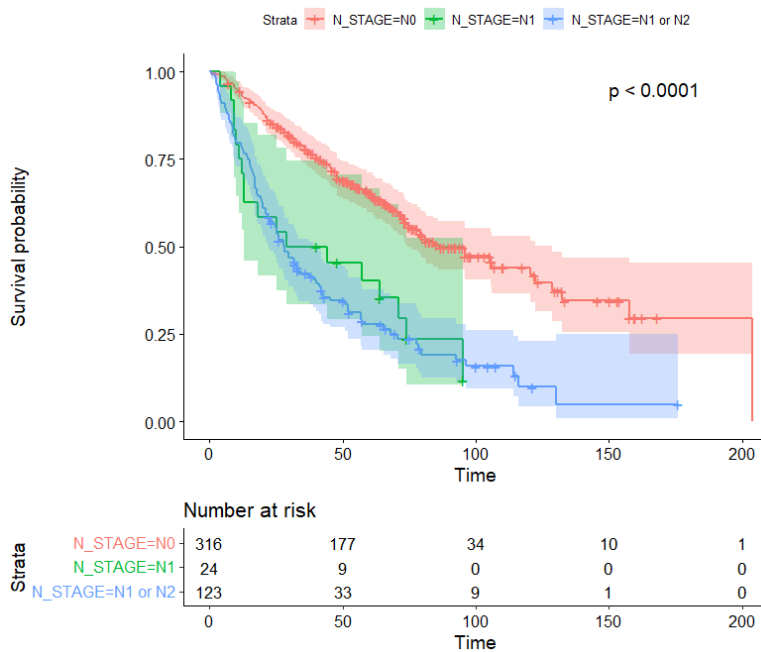 Strata N_STAGE=N0 N_STAGE=N1 N_STAGE=N1 or N2
p < 0.0001
Survival probability
1.00
0.75
0.50
0.25
0.00
0 50 100 150 200
Time
Number at risk
Strata
N_STAGE=N0 316 177 34 10 1
N_STAGE=N1 24 9 0 0 0
N_STAGE=N1 or N2 123 33 9 1 0
0 50 100 150 200
Time